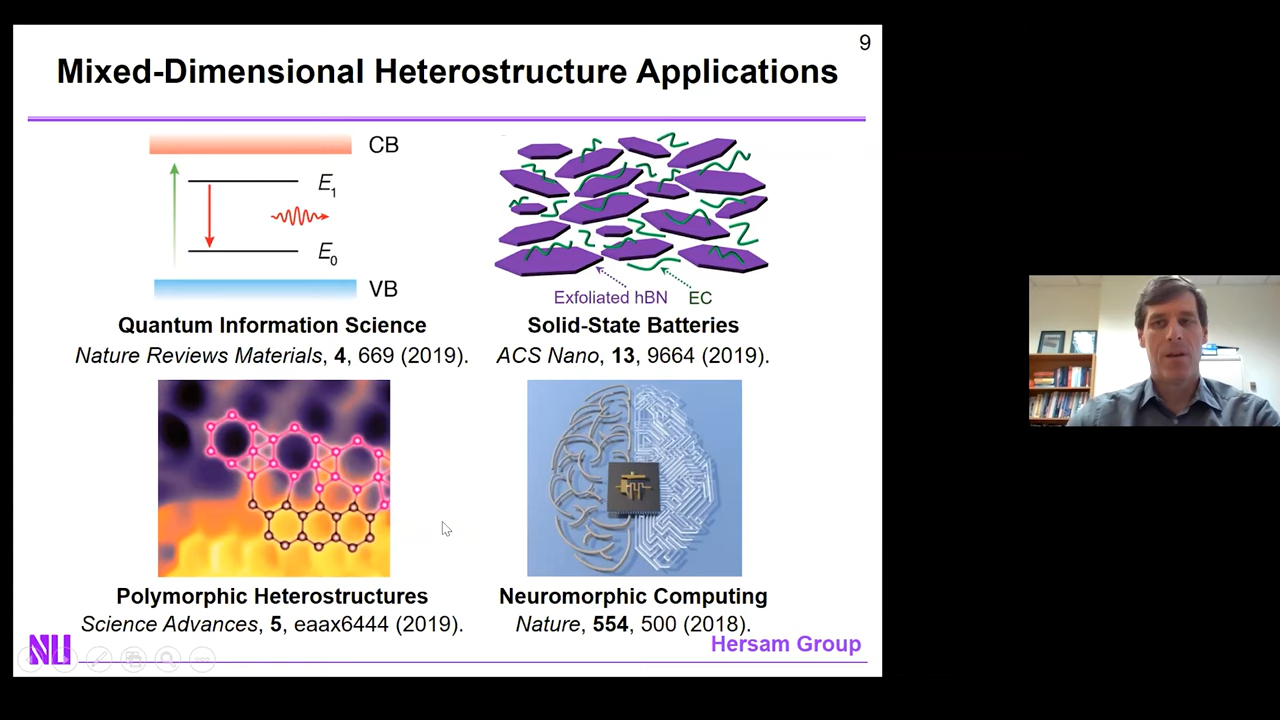 9
Mixed-Dimensional Heterostructure Applications
CB
E1
E0
VB
Exfoliated hBN
EC
Quantum Information Science
Nature Reviews Materials, 4, 669 (2019).
Solid-State Batteries
ACS Nano, 13, 9664 (2019).
Polymorphic Heterostructures
Science Advances, 5, eaax6444 (2019).
Neuromorphic Computing
Nature, 554, 500 (2018).
NU
Hersam Group